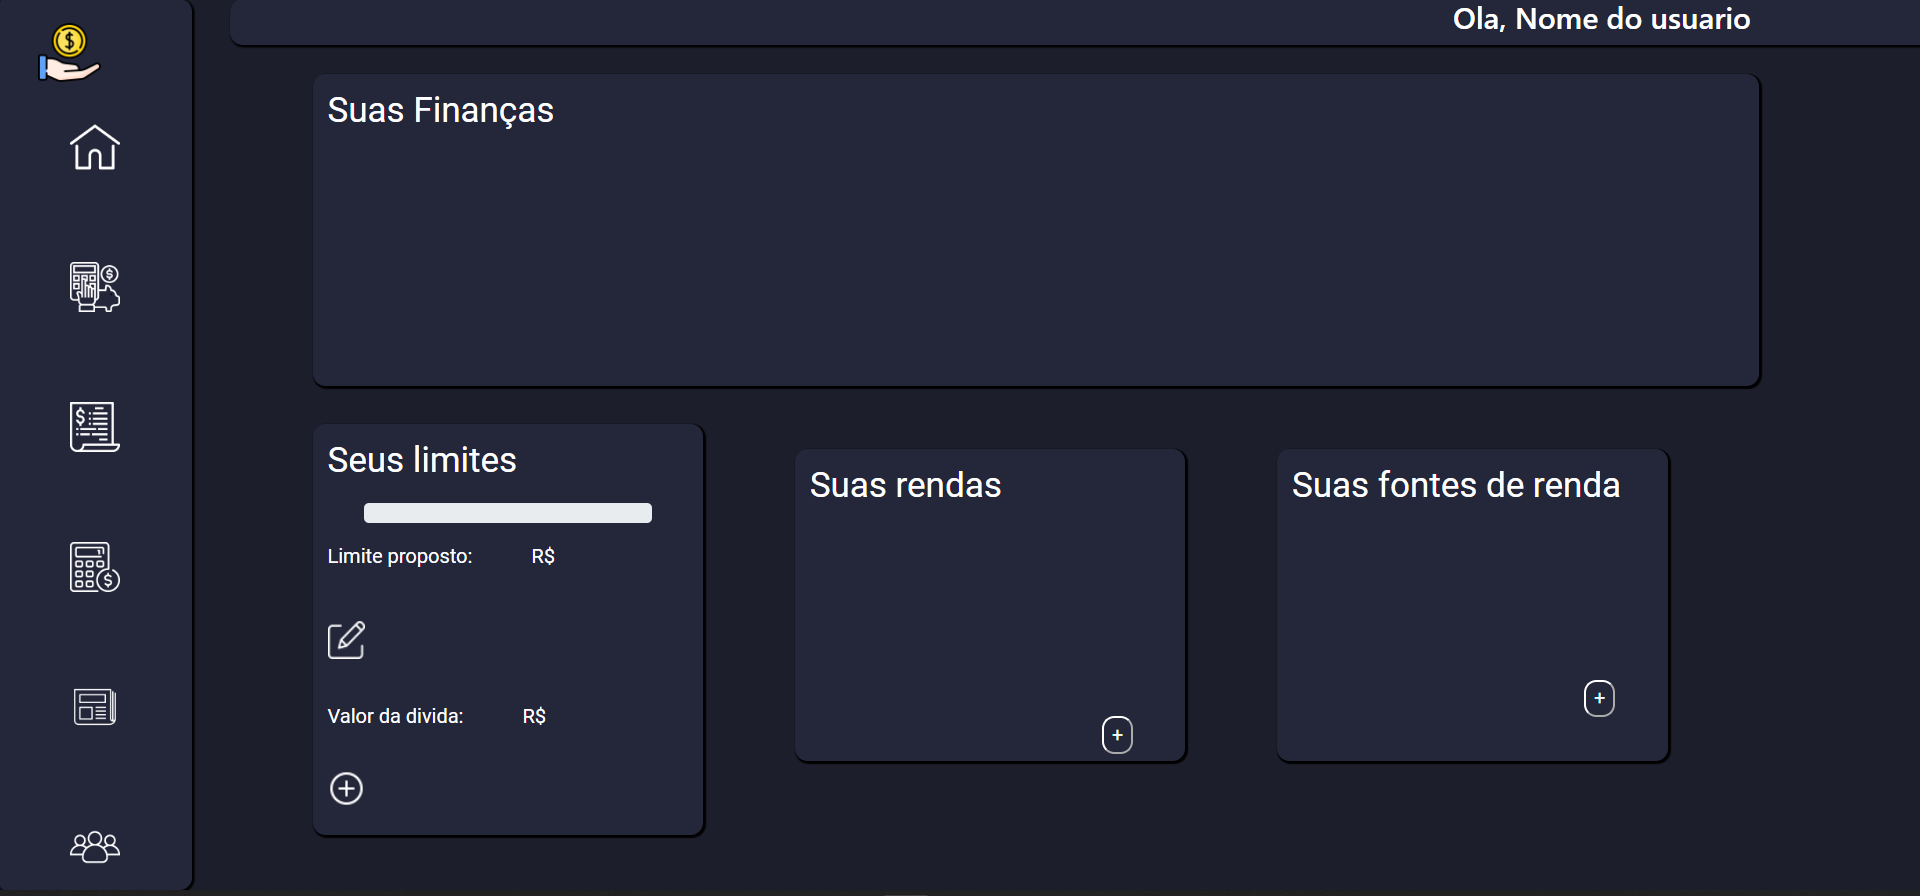 Ola, Nome do usuario
Suas Finanças
Seus limites
Limite proposto: R$
Valor da divida: R$
Suas rendas
+
Suas fontes de renda
+